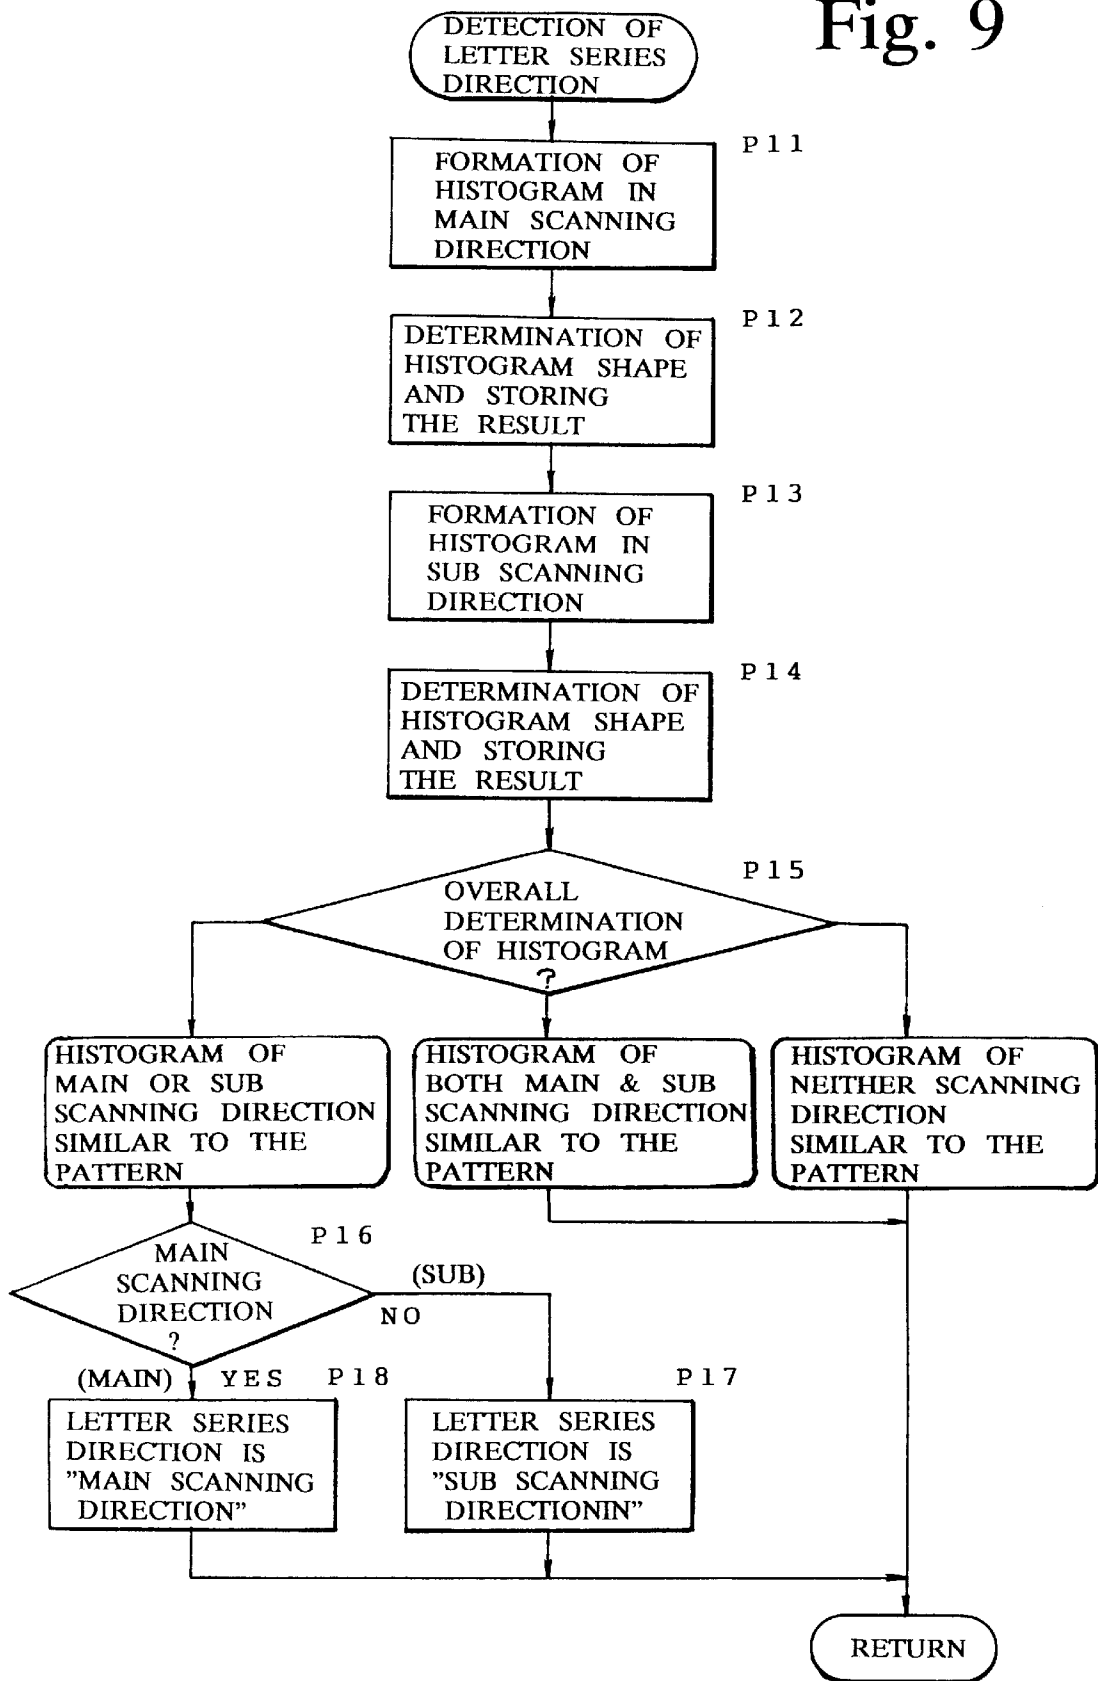 Fig. 9
DETECTION OF
LETTER SERIES
DIRECTION
P11
FORMATION OF
HISTOGRAM IN
MAIN SCANNING
DIRECTION
P12
DETERMINATION OF
HISTOGRAM SHAPE
AND STORING
THE RESULT
P13
FORMATION OF
HISTOGRAM IN
SUB SCANNING
DIRECTION
P14
DETERMINATION OF
HISTOGRAM SHAPE
AND STORING
THE RESULT
P15
OVERALL
DETERMINATION
OF HISTOGRAM
?
HISTOGRAM OF
MAIN OR SUB
SCANNING DIRECTION
SIMILAR TO THE
PATTERN
HISTOGRAM OF
BOTH MAIN & SUB
SCANNING DIRECTION
SIMILAR TO THE
PATTERN
HISTOGRAM OF
NEITHER SCANNING
DIRECTION
SIMILAR TO THE
PATTERN
P16
MAIN
SCANNING
DIRECTION
?
(SUB)
NO
(MAIN) YES
P18
LETTER SERIES
DIRECTION IS
"MAIN SCANNING
DIRECTION"
P17
LETTER SERIES
DIRECTION IS
"SUB SCANNING
DIRECTIONIN"
RETURN